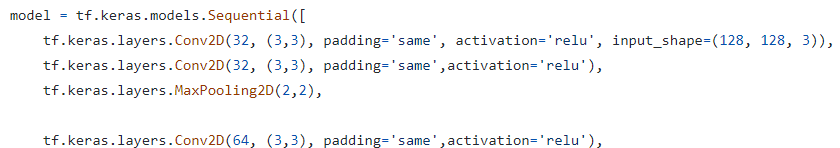 model = tf.keras.models.Sequential([
    tf.keras.layers.Conv2D(32, (3,3), padding='same', activation='relu', input_shape=(128, 128, 3)),
    tf.keras.layers.Conv2D(32, (3,3), padding='same',activation='relu'),
    tf.keras.layers.MaxPooling2D(2,2),
    tf.keras.layers.Conv2D(64, (3,3), padding='same',activation='relu'),